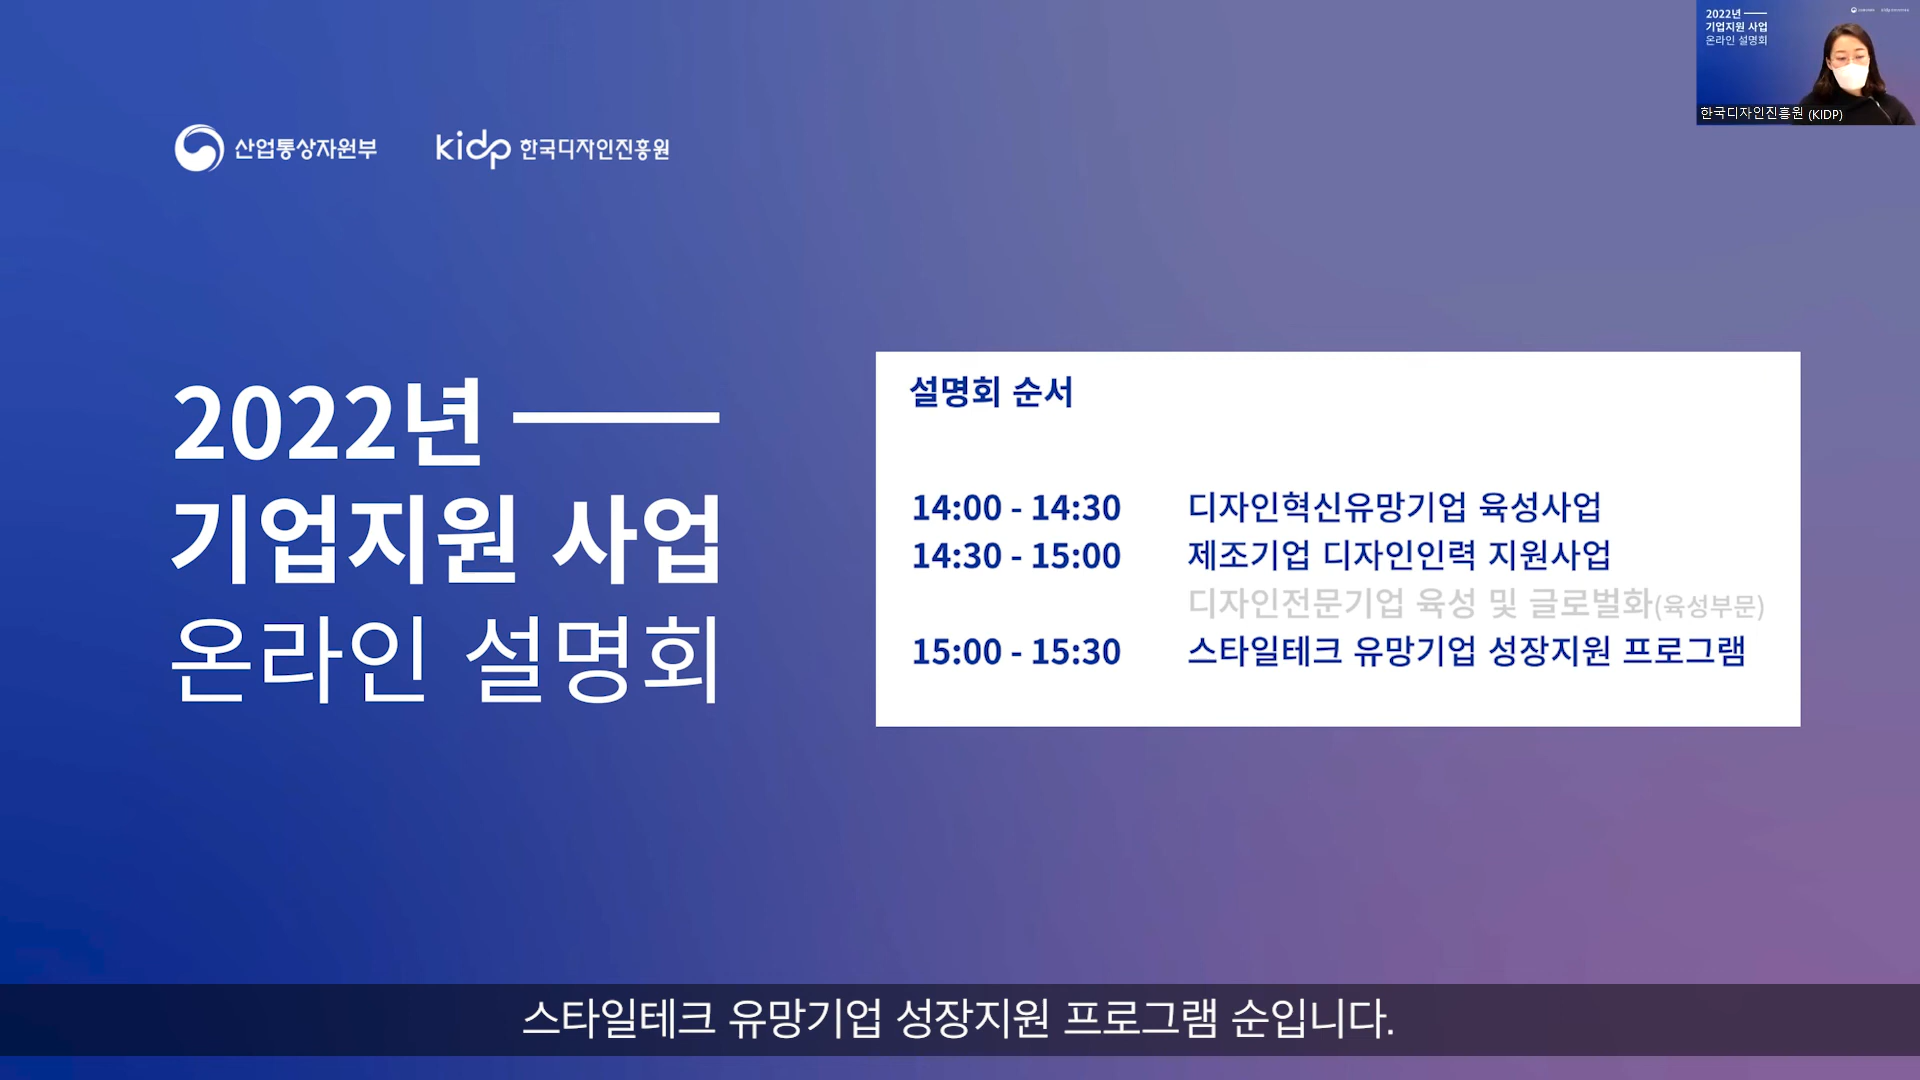 산업통상자원부
kidp 한국디자인진흥원
2022년
기업지원 사업
온라인 설명회
설명회 순서
14:00 - 14:30 디자인혁신유망기업 육성사업
14:30 - 15:00 제조기업 디자인인력 지원사업
디자인전문기업 육성 및 글로벌화(육성부문)
15:00 - 15:30 스타일테크 유망기업 성장지원 프로그램
2022년
기업지원 사업
온라인 설명회
한국디자인진흥원 (KIDP)
스타일테크 유망기업 성장지원 프로그램 순입니다.